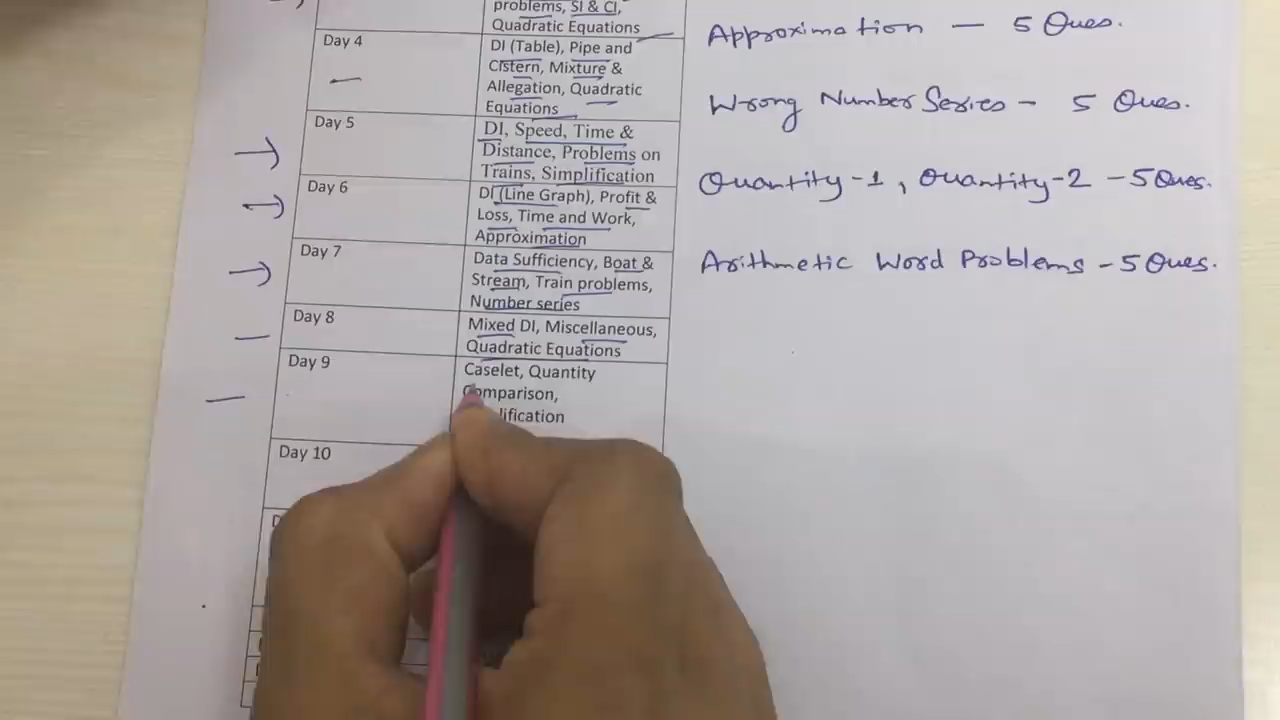 problems, SI & CI,
Quadratic Equations
Day 4
DI (Table), Pipe and
Cistern, Mixture &
Allegation, Quadratic
Equations
Day 5
DI, Speed, Time &
Distance, Problems on
Trains, Simplification
Day 6
DI (Line Graph), Profit &
Loss, Time and Work,
Approximation
Day 7
Data Sufficiency, Boat &
Stream, Train problems,
Number series
Day 8
Mixed DI, Miscellaneous,
Quadratic Equations
Day 9
Caselet, Quantity
Comparison,
Day 10
Approximation — 5 Ques.
Wrong Number Series - 5 Ques.
Quantity-1, Quantity-2 - 5 Ques.
Arithmetic Word Problems - 5 Ques.